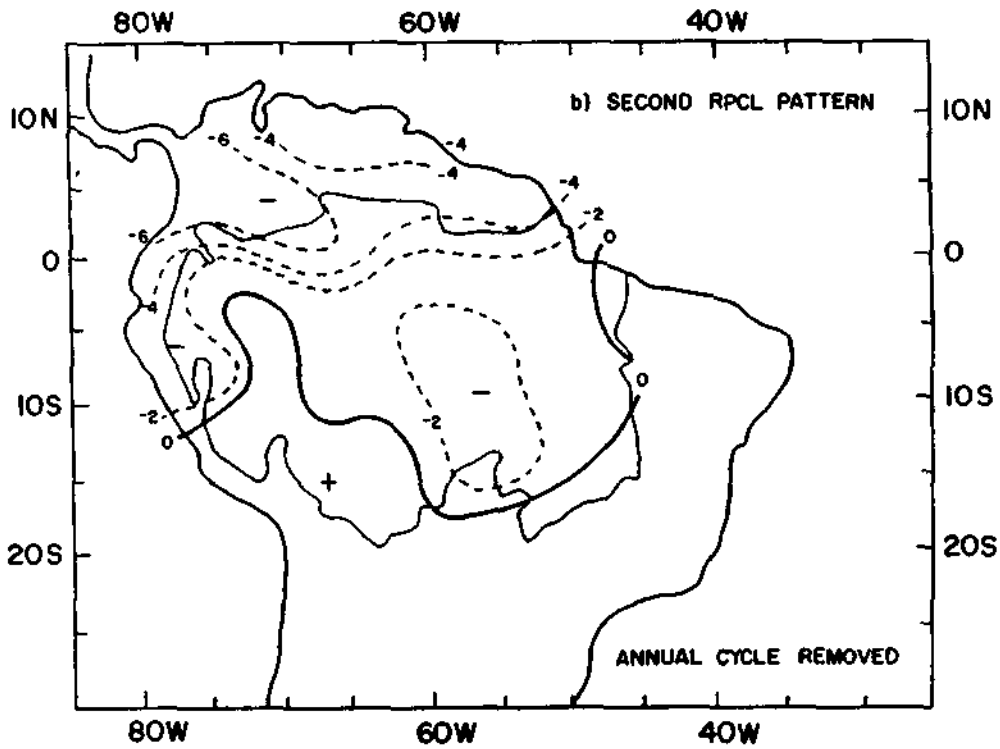 80W 60W 40W
b) SECOND RPCL PATTERN
10N 10N
-6 -4 -4
-4
-4
−
-2
-6 0
0 0
-4
−
0
−
10S 10S
-2 -2
0
+
20S 20S
ANNUAL CYCLE REMOVED
80W 60W 40W